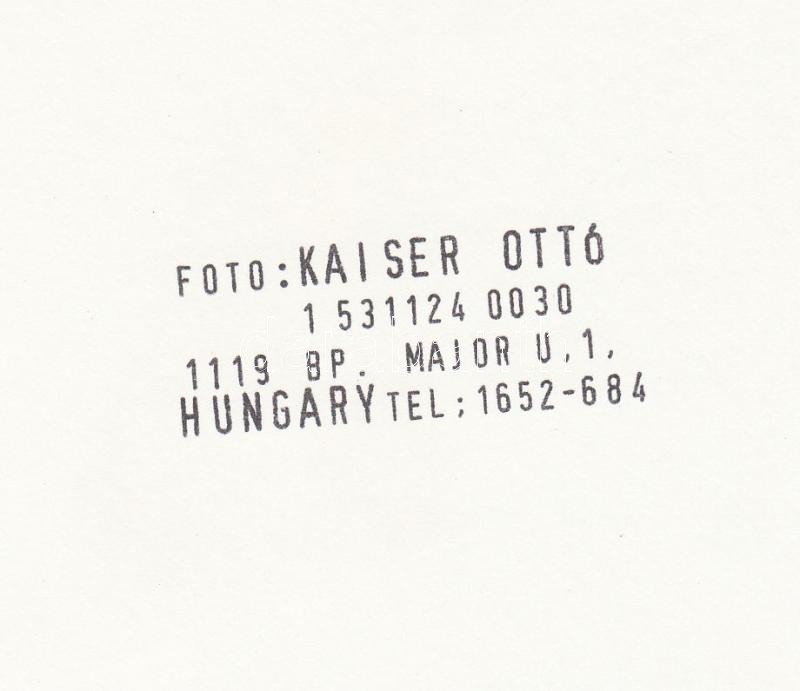 FOTO:KAISER OTTÓ
1 531124 0030
1119 BP. MAJOR U.1.
HUNGARY TEL;1652-684